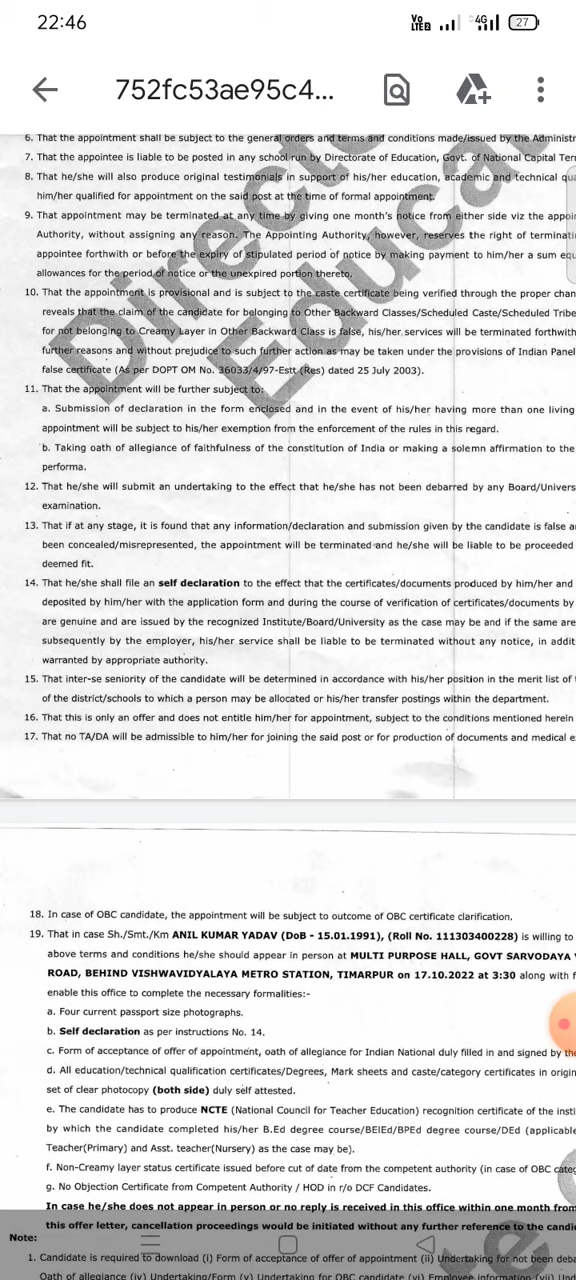 22:46
Vo LTE2 4G 27
752fc53ae95c4...
6. That the appointment shall be subject to the general orders and terms and conditions made/issued by the Administr
7. That the appointee is liable to be posted in any school run by Directorate of Education, Govt. of National Capital Terr
8. That he/she will also produce original testimonials in support of his/her education, academic and technical qua
him/her qualified for appointment on the said post at the time of formal appointment.
9. That appointment may be terminated at any time by giving one month's notice from either side viz the appoin
Authority, without assigning any reason. The Appointing Authority, however, reserves the right of terminati
appointee forthwith or before the expiry of stipulated period of notice by making payment to him/her a sum equ
allowances for the period of notice or the unexpired portion thereto.
10. That the appointment is provisional and is subject to the caste certificate being verified through the proper chan
reveals that the claim of the candidate for belonging to Other Backward Classes/Scheduled Caste/Scheduled Tribe
for not belonging to Creamy Layer in Other Backward Class is false, his/her services will be terminated forthwith
further reasons and without prejudice to such further action as may be taken under the provisions of Indian Panel
false certificate (As per DOPT OM No. 36033/4/97-Estt.(Res) dated 25 July 2003).
11. That the appointment will be further subject to:
a. Submission of declaration in the form enclosed and in the event of his/her having more than one living
appointment will be subject to his/her exemption from the enforcement of the rules in this regard.
b. Taking oath of allegiance of faithfulness of the constitution of India or making a solemn affirmation to the
performa.
12. That he/she will submit an undertaking to the effect that he/she has not been debarred by any Board/Univers
examination.
13. That if at any stage, it is found that any information/declaration and submission given by the candidate is false a
been concealed/misrepresented, the appointment will be terminated and he/she will be liable to be proceeded
deemed fit.
14. That he/she shall file an self declaration to the effect that the certificates/documents produced by him/her and
deposited by him/her with the application form and during the course of verification of certificates/documents by
are genuine and are issued by the recognized Institute/Board/University as the case may be and if the same are
subsequently by the employer, his/her service shall be liable to be terminated without any notice, in addit
warranted by appropriate authority.
15. That inter-se seniority of the candidate will be determined in accordance with his/her position in the merit list of
of the district/schools to which a person may be allocated or his/her transfer postings within the department.
16. That this is only an offer and does not entitle him/her for appointment, subject to the conditions mentioned herein
17. That no TA/DA will be admissible to him/her for joining the said post or for production of documents and medical e
Directo
Educat
18. In case of OBC candidate, the appointment will be subject to outcome of OBC certificate clarification.
19. That in case Sh./Smt./Km ANIL KUMAR YADAV (DoB - 15.01.1991), (Roll No. 111303400228) is willing to
above terms and conditions he/she should appear in person at MULTI PURPOSE HALL, GOVT SARVODAYA V
ROAD, BEHIND VISHWAVIDYALAYA METRO STATION, TIMARPUR on 17.10.2022 at 3:30 along with f
enable this office to complete the necessary formalities:-
a. Four current passport size photographs.
b. Self declaration as per instructions No. 14.
c. Form of acceptance of offer of appointment, oath of allegiance for Indian National duly filled in and signed by the
d. All education/technical qualification certificates/Degrees, Mark sheets and caste/category certificates in origin
set of clear photocopy (both side) duly self attested.
e. The candidate has to produce NCTE (National Council for Teacher Education) recognition certificate of the insti
by which the candidate completed his/her B.Ed degree course/BElEd/BPEd degree course/DEd (applicable
Teacher(Primary) and Asst. teacher(Nursery) as the case may be).
f. Non-Creamy layer status certificate issued before cut of date from the competent authority (in case of OBC categ
g. No Objection Certificate from Competent Authority / HOD in r/o DCF Candidates.
In case he/she does not appear in person or no reply is received in this office within one month from
this offer letter, cancellation proceedings would be initiated without any further reference to the candi
Note:
1. Candidate is required to download (i) Form of acceptance of offer of appointment (ii) Undertaking for not been deba
Oath of allegiance (iv) Undertaking/Form (v) Undertaking for OBC candidate (vi) Employee information (vii) Un